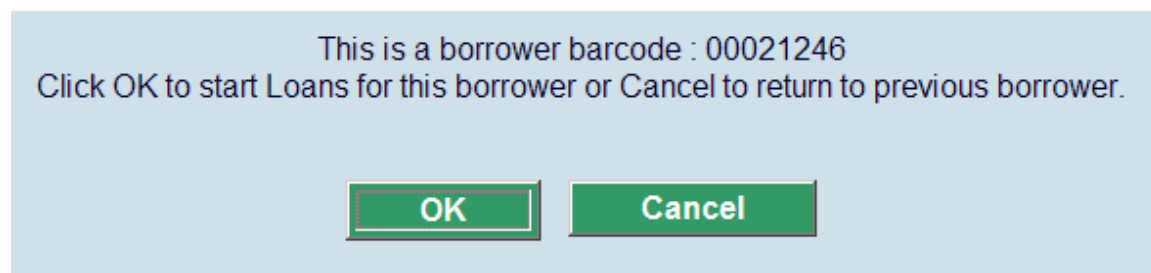 This is a borrower barcode : 00021246
Click OK to start Loans for this borrower or Cancel to return to previous borrower.
OK Cancel